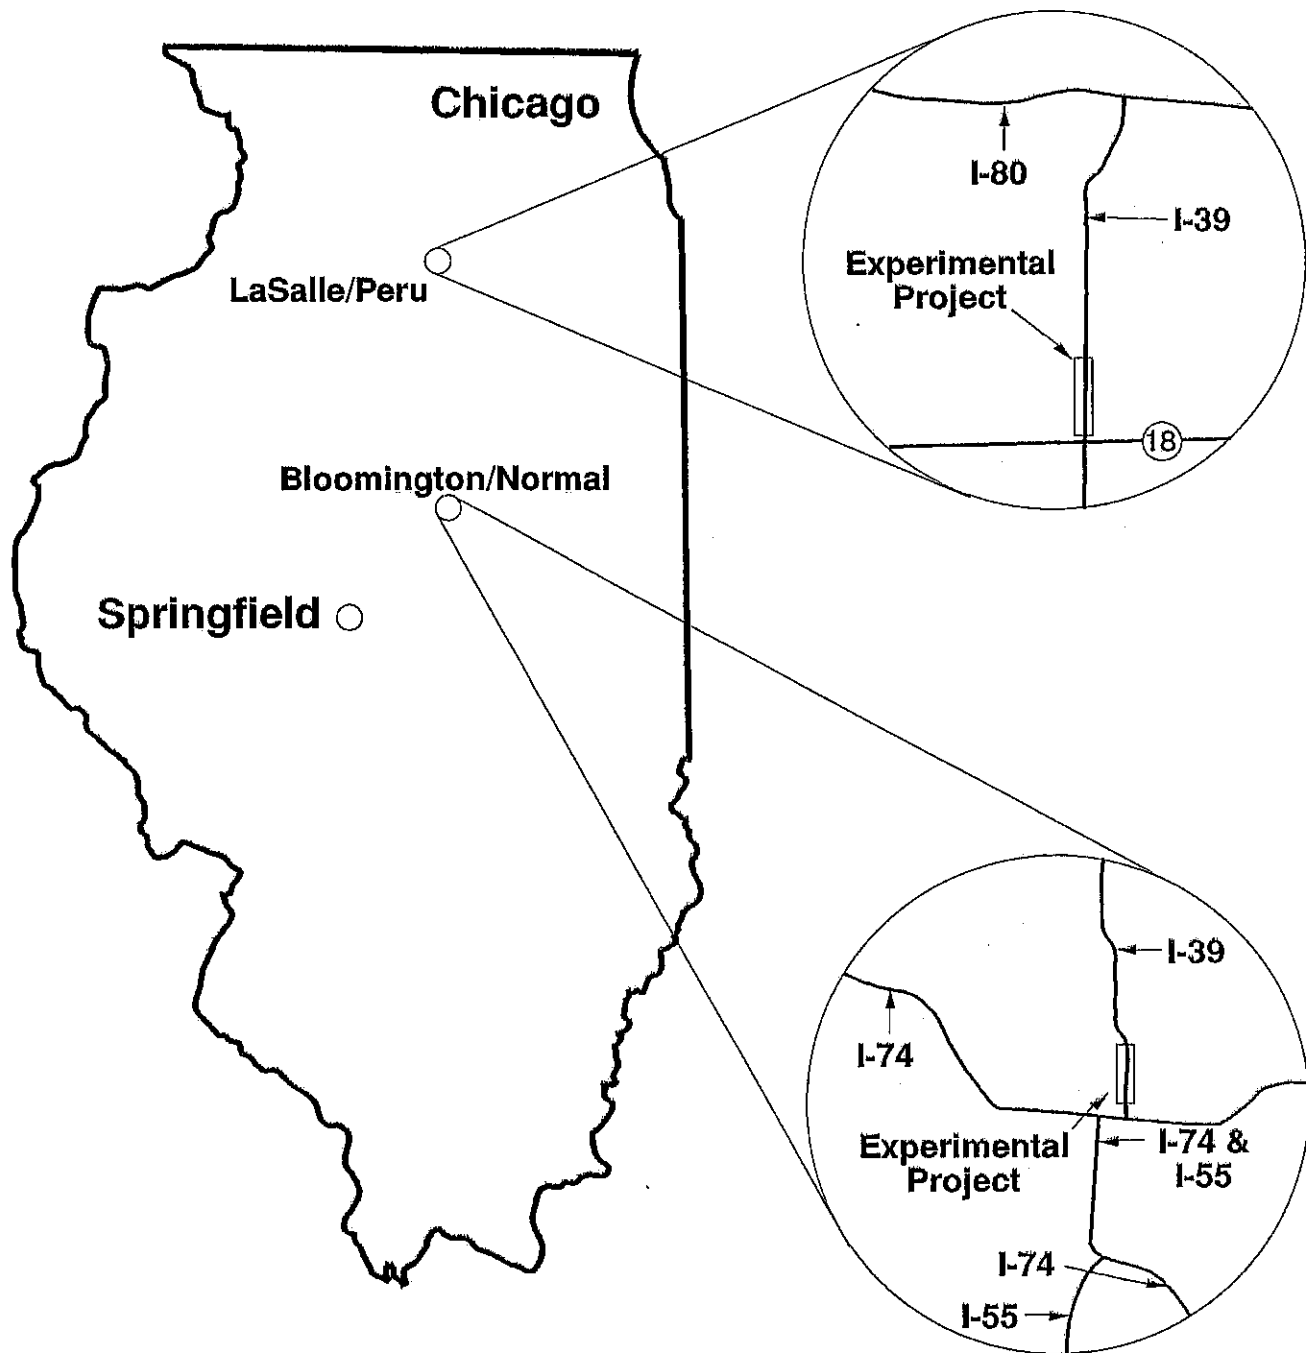 Chicago
I-80
I-39
Experimental
Project
LaSalle/Peru
18
Bloomington/Normal
Springfield
I-39
I-74
Experimental
Project
I-74 &
I-55
I-74
I-55